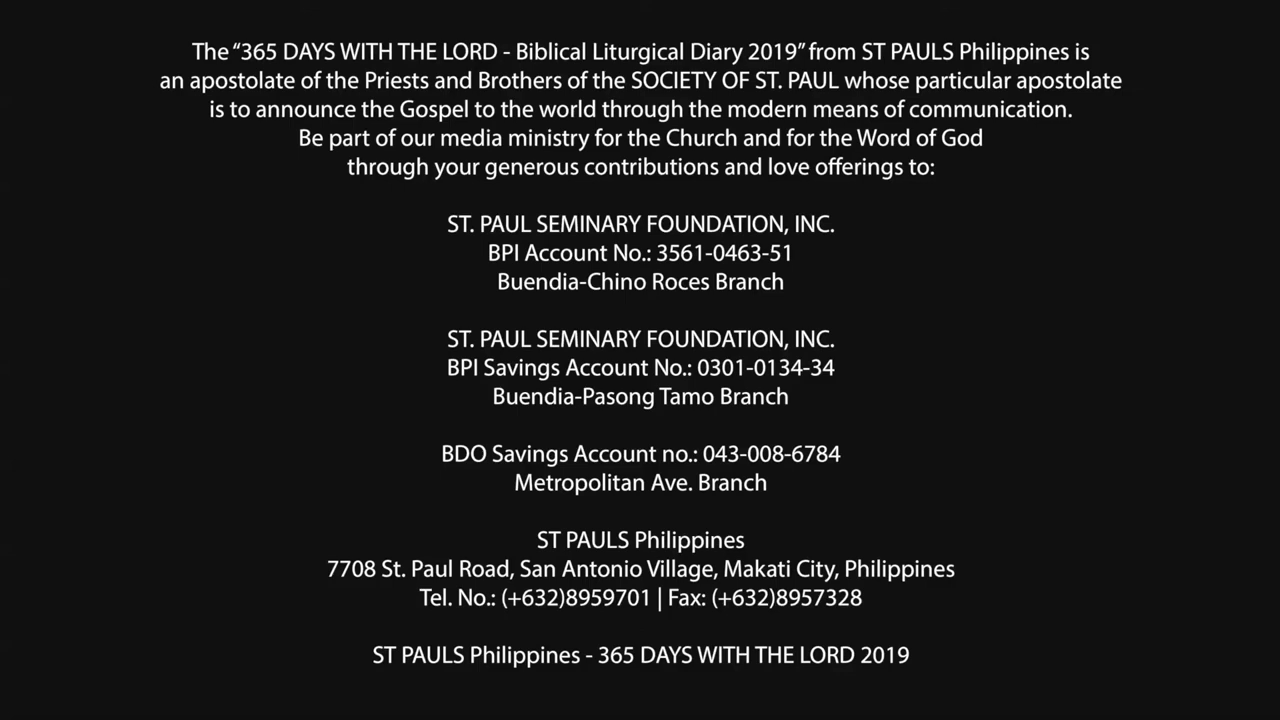 The “365 DAYS WITH THE LORD - Biblical Liturgical Diary 2019” from ST PAULS Philippines is
an apostolate of the Priests and Brothers of the SOCIETY OF ST. PAUL whose particular apostolate
is to announce the Gospel to the world through the modern means of communication.
Be part of our media ministry for the Church and for the Word of God
through your generous contributions and love offerings to:
ST. PAUL SEMINARY FOUNDATION, INC.
BPI Account No.: 3561-0463-51
Buendia-Chino Roces Branch
ST. PAUL SEMINARY FOUNDATION, INC.
BPI Savings Account No.: 0301-0134-34
Buendia-Pasong Tamo Branch
BDO Savings Account no.: 043-008-6784
Metropolitan Ave. Branch
ST PAULS Philippines
7708 St. Paul Road, San Antonio Village, Makati City, Philippines
Tel. No.: (+632)8959701 | Fax: (+632)8957328
ST PAULS Philippines - 365 DAYS WITH THE LORD 2019